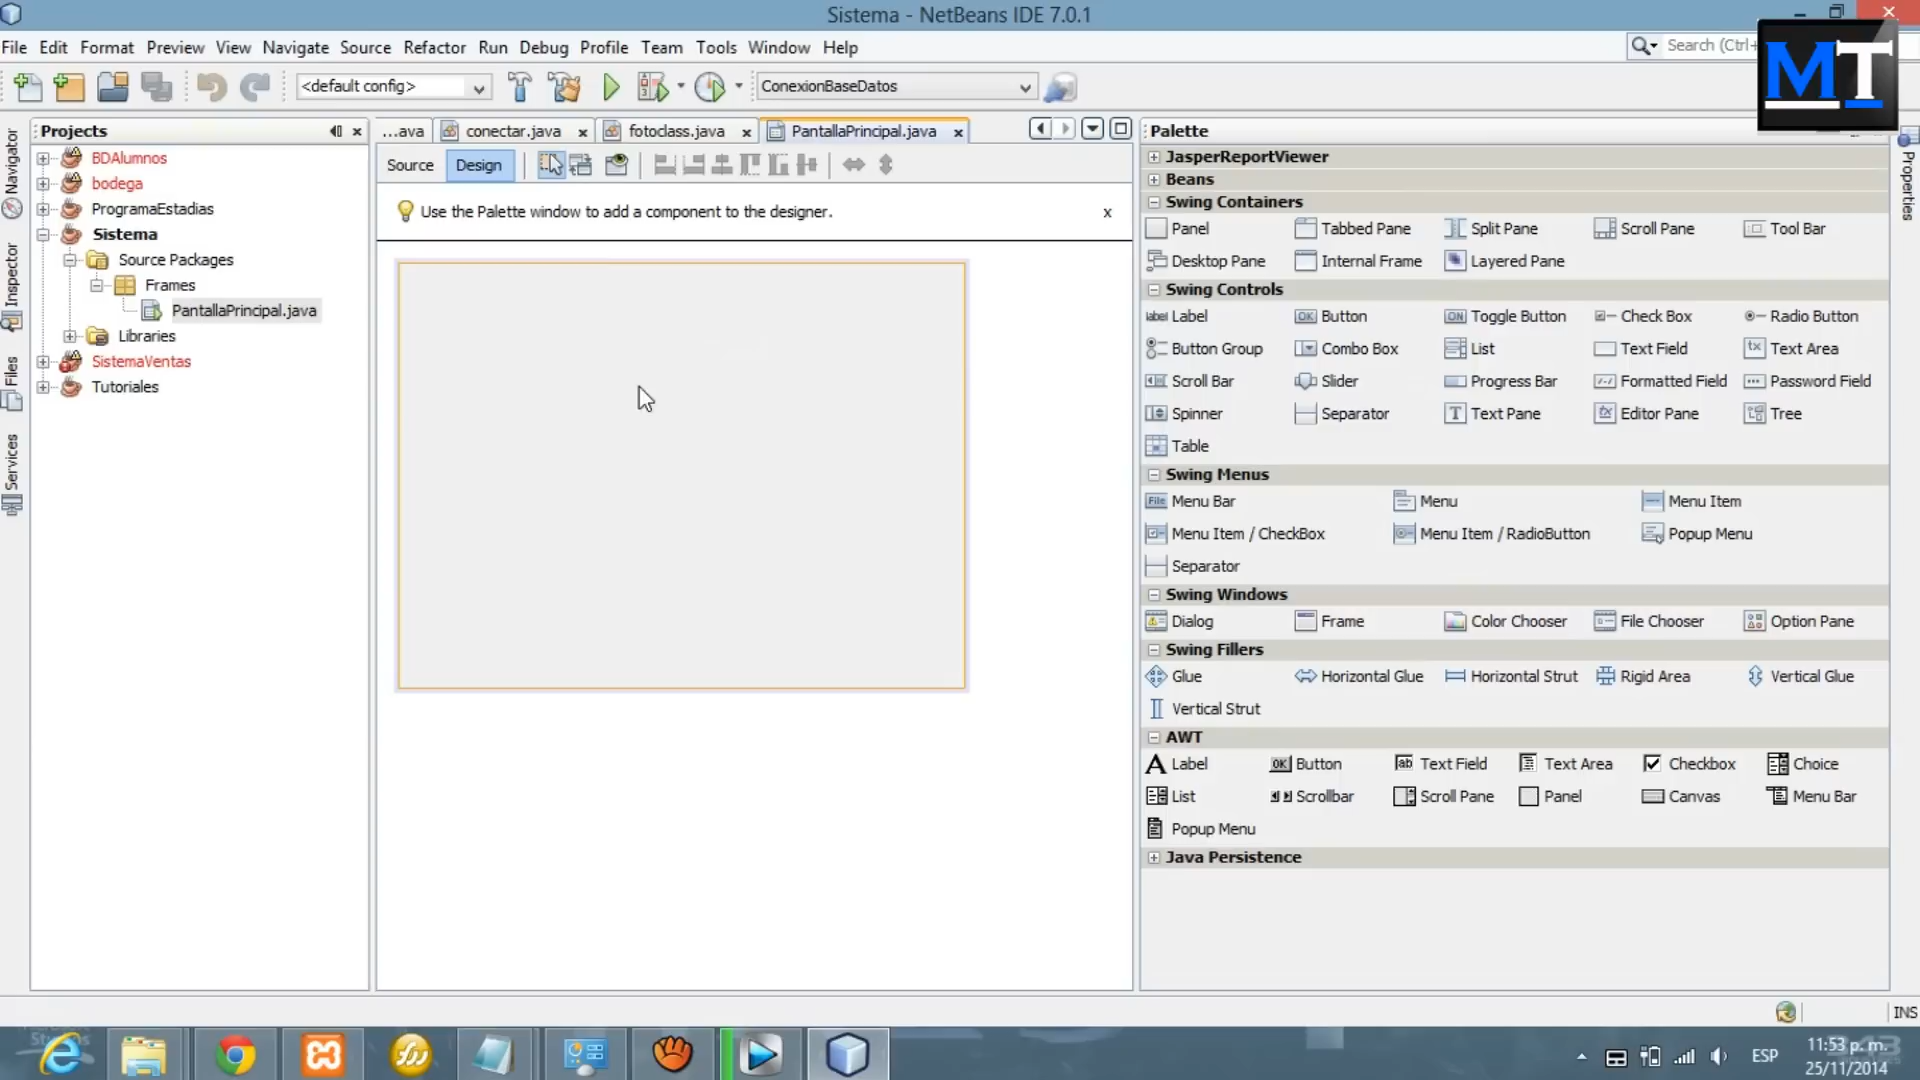 Sistema - NetBeans IDE 7.0.1
File Edit Format Preview View Navigate Source Refactor Run Debug Profile Team Tools Window Help
Search (Ctrl+
MT
<default config>
ConexionBaseDatos
Projects
...ava
conectar.java
fotoclass.java
PantallaPrincipal.java
Palette
Navigator
Inspector
Files
Services
Properties
BDAlumnos
bodega
ProgramaEstadias
Sistema
Source Packages
Frames
PantallaPrincipal.java
Libraries
SistemaVentas
Tutoriales
Source Design
Use the Palette window to add a component to the designer. x
JasperReportViewer
Beans
Swing Containers
Panel Tabbed Pane Split Pane Scroll Pane Tool Bar
Desktop Pane Internal Frame Layered Pane
Swing Controls
label Label OK Button ON Toggle Button Check Box Radio Button
Button Group Combo Box List Text Field Text Area
Scroll Bar Slider Progress Bar Formatted Field Password Field
Spinner Separator Text Pane Editor Pane Tree
Table
Swing Menus
File Menu Bar Menu Menu Item
Menu Item / CheckBox Menu Item / RadioButton Popup Menu
Separator
Swing Windows
Dialog Frame Color Chooser File Chooser Option Pane
Swing Fillers
Glue Horizontal Glue Horizontal Strut Rigid Area Vertical Glue
Vertical Strut
AWT
A Label OK Button ab Text Field Text Area Checkbox Choice
List Scrollbar Scroll Pane Panel Canvas Menu Bar
Popup Menu
Java Persistence
INS
ESP
11:53 p. m.
25/11/2014